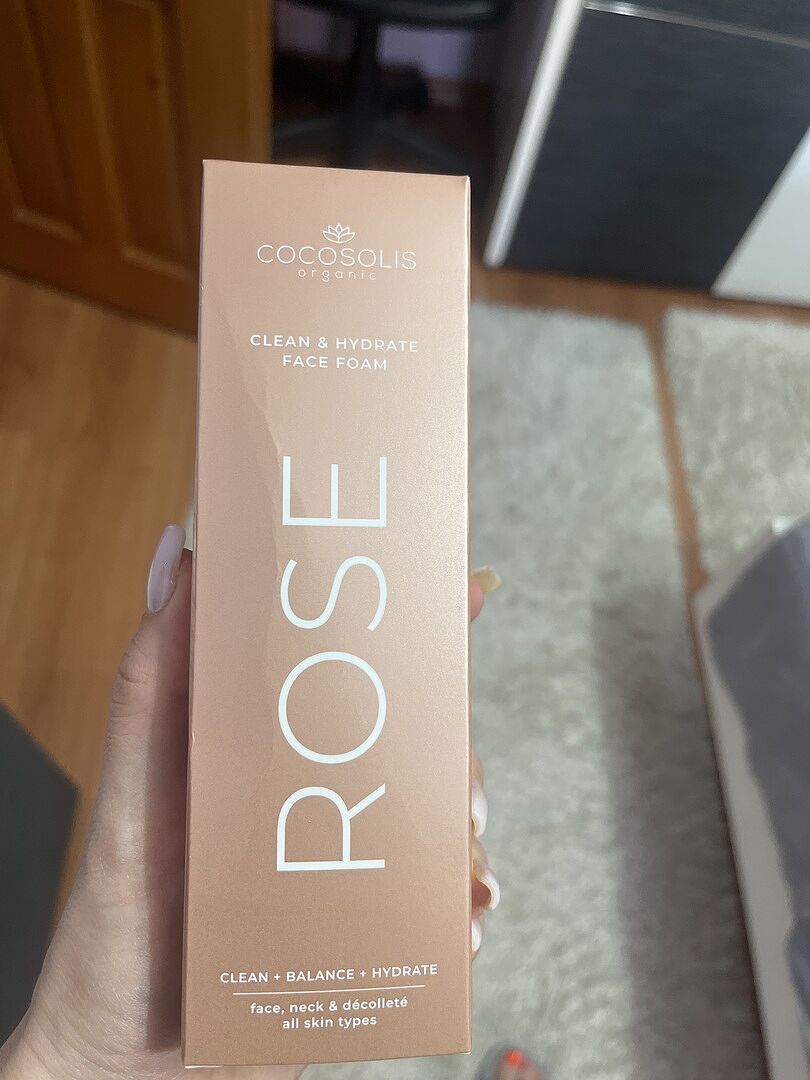 COCOSOLIS
organic
CLEAN & HYDRATE
FACE FOAM
ROSE
CLEAN + BALANCE + HYDRATE
face, neck & décolleté
all skin types